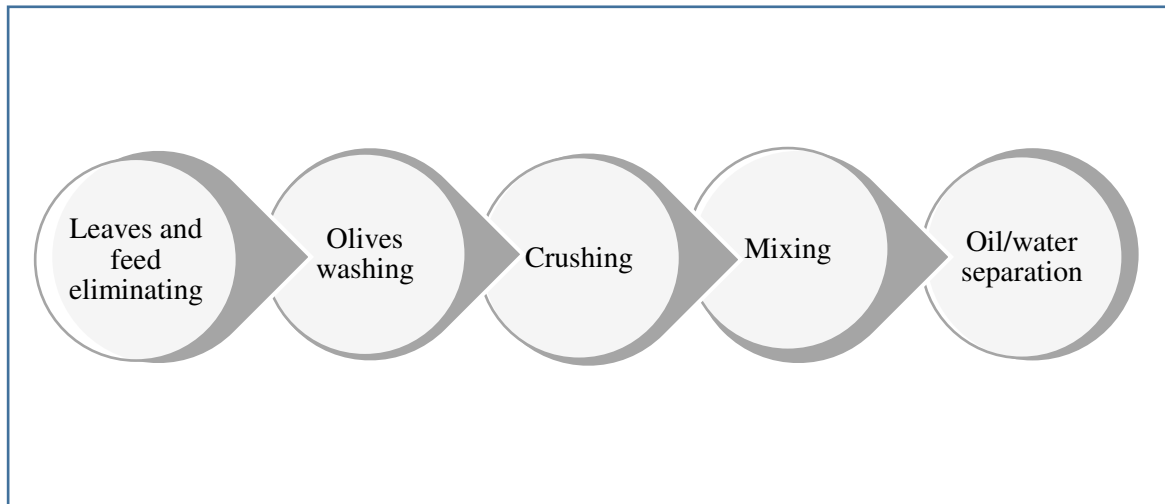 Leaves and
feed
eliminating
Olives
washing
Crushing
Mixing
Oil/water
separation